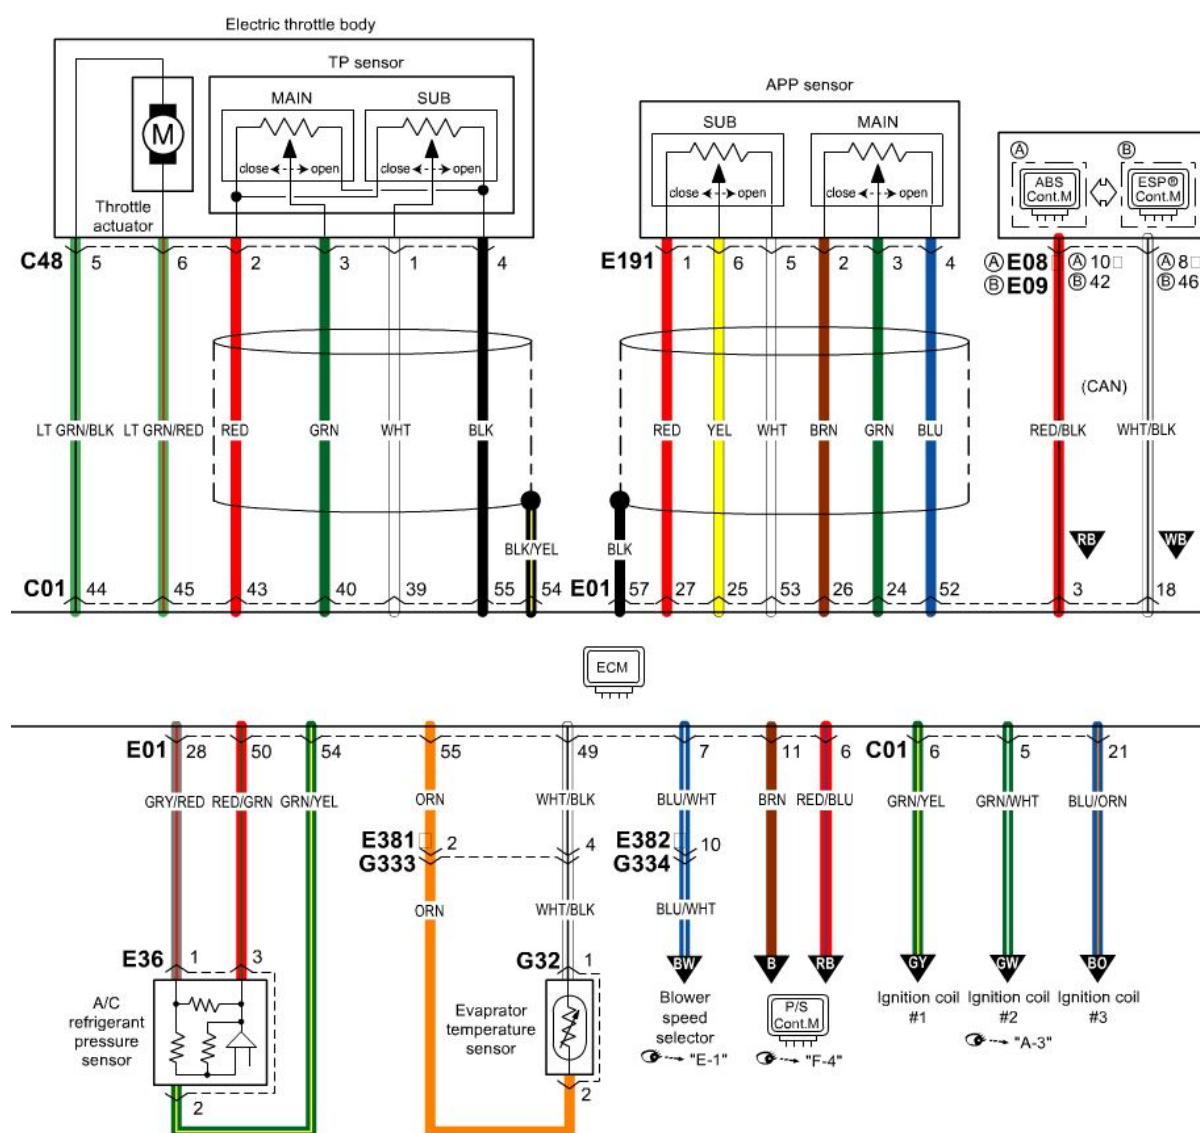 Electric throttle body
TP sensor
MAIN
SUB
close
open
close
open
M
Throttle
actuator
APP sensor
SUB
MAIN
close
open
close
open
A
B
ABS
Cont.M
ESP®
Cont.M
C48 5 6 2 3 1 4
E191 1 6 5 2 3 4
A E08 A 10 A 8
B E09 B 42 B 46
(CAN)
LT GRN/BLK LT GRN/RED RED GRN WHT BLK
RED YEL WHT BRN GRN BLU RED/BLK WHT/BLK
BLK/YEL
BLK
RB
WB
C01 44 45 43 40 39 55 54
E01 57 27 25 53 26 24 52 3 18
ECM
E01 28 50 54 55 49 7 11 6
C01 6 5 21
GRY/RED RED/GRN GRN/YEL ORN WHT/BLK BLU/WHT BRN RED/BLU GRN/YEL GRN/WHT BLU/ORN
E381 2 4
G333
E382 10
G334
ORN WHT/BLK BLU/WHT
E36 1 3
G32 1
BW B RB GY GW BO
A/C
refrigerant
pressure
sensor
2
Evaprator
temperature
sensor
2
Blower
speed
selector
"E-1"
P/S
Cont.M
"F-4"
Ignition coil
#1
Ignition coil
#2
Ignition coil
#3
"A-3"